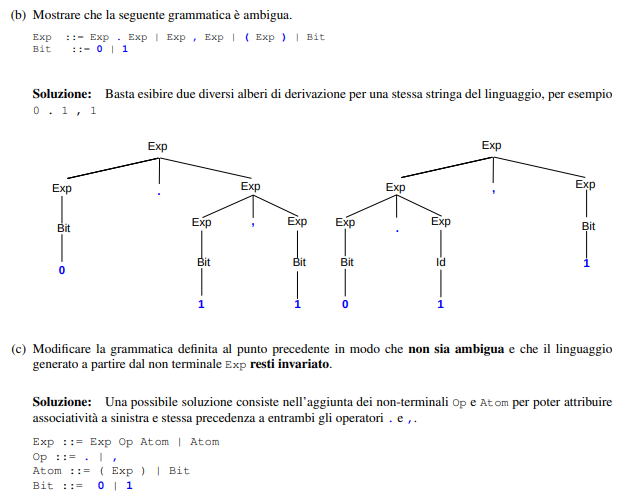 (b) Mostrare che la seguente grammatica è ambigua.
Exp ::= Exp . Exp | Exp , Exp | ( Exp ) | Bit
Bit ::= 0 | 1
Soluzione: Basta esibire due diversi alberi di derivazione per una stessa stringa del linguaggio, per esempio
0 . 1 , 1
Exp Exp
Exp . Exp Exp , Exp
Bit Exp , Exp Exp . Exp Bit
0 Bit Bit Bit Id 1
1 1 0 1
(c) Modificare la grammatica definita al punto precedente in modo che non sia ambigua e che il linguaggio
generato a partire dal non terminale Exp resti invariato.
Soluzione: Una possibile soluzione consiste nell'aggiunta dei non-terminali Op e Atom per poter attribuire
associatività a sinistra e stessa precedenza a entrambi gli operatori . e ,.
Exp ::= Exp Op Atom | Atom
Op ::= . | ,
Atom ::= ( Exp ) | Bit
Bit ::= 0 | 1